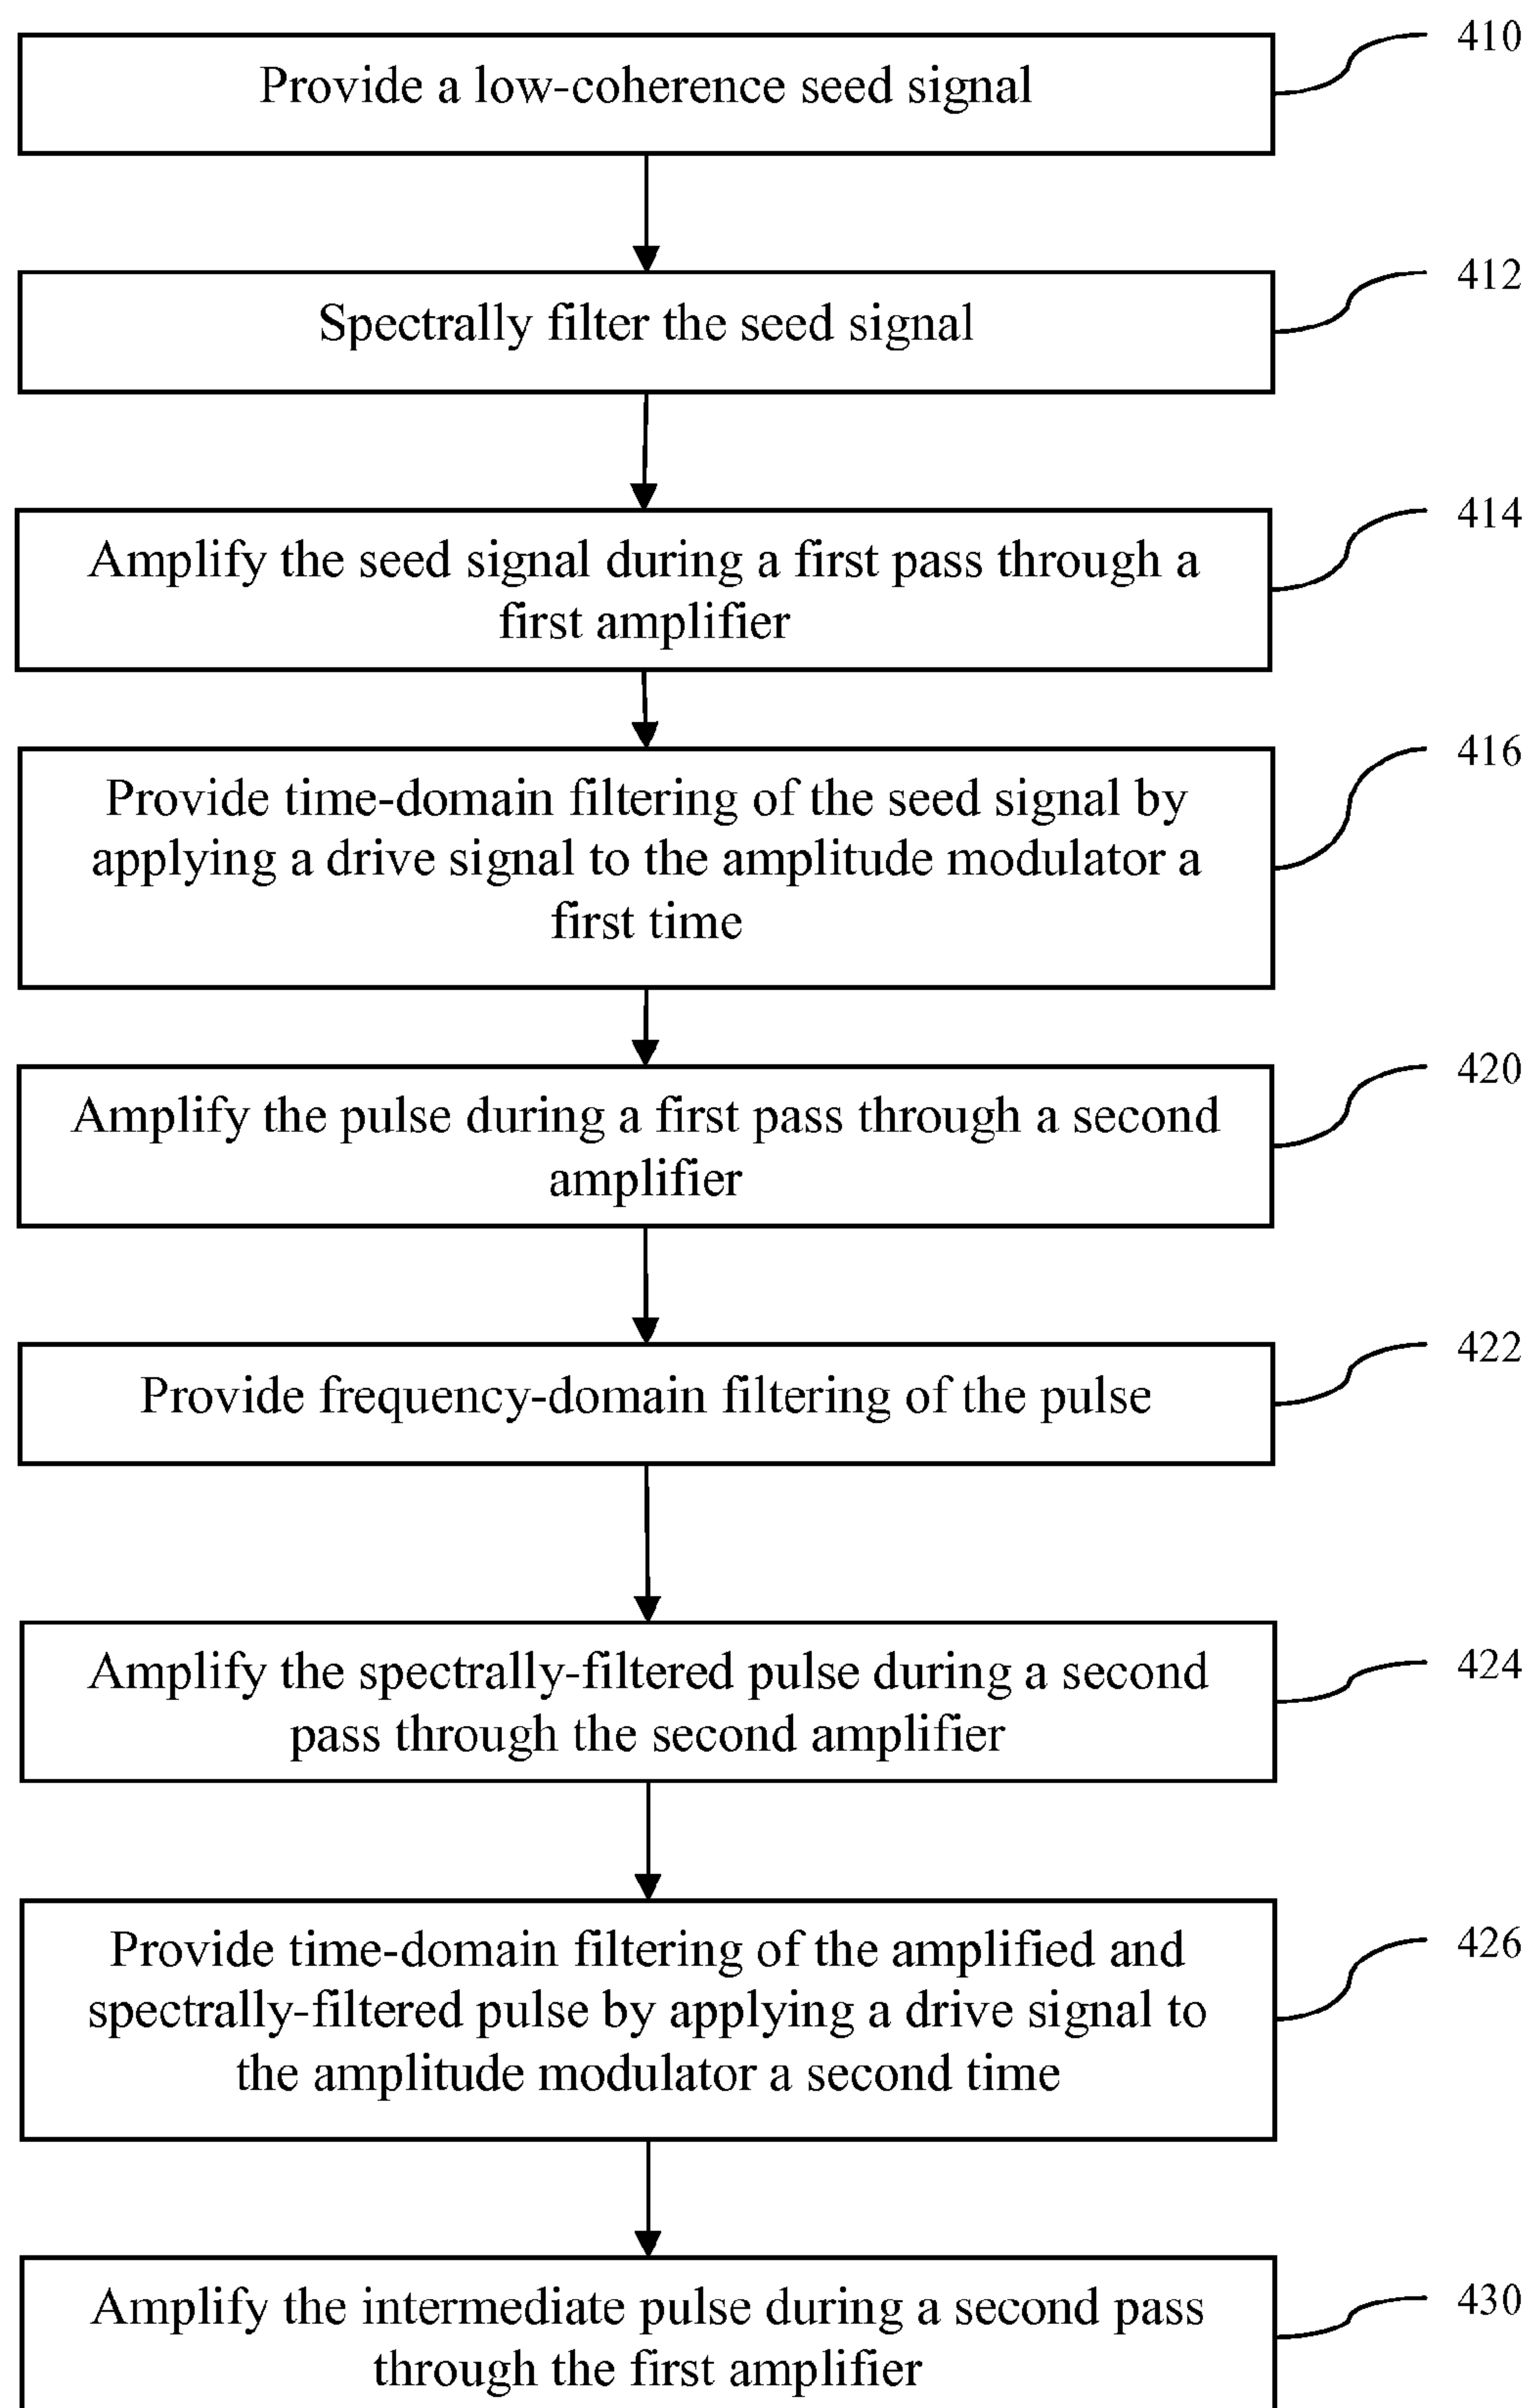 410
Provide a low-coherence seed signal
412
Spectrally filter the seed signal
414
Amplify the seed signal during a first pass through a
first amplifier
416
Provide time-domain filtering of the seed signal by
applying a drive signal to the amplitude modulator a
first time
420
Amplify the pulse during a first pass through a second
amplifier
422
Provide frequency-domain filtering of the pulse
424
Amplify the spectrally-filtered pulse during a second
pass through the second amplifier
426
Provide time-domain filtering of the amplified and
spectrally-filtered pulse by applying a drive signal to
the amplitude modulator a second time
430
Amplify the intermediate pulse during a second pass
through the first amplifier